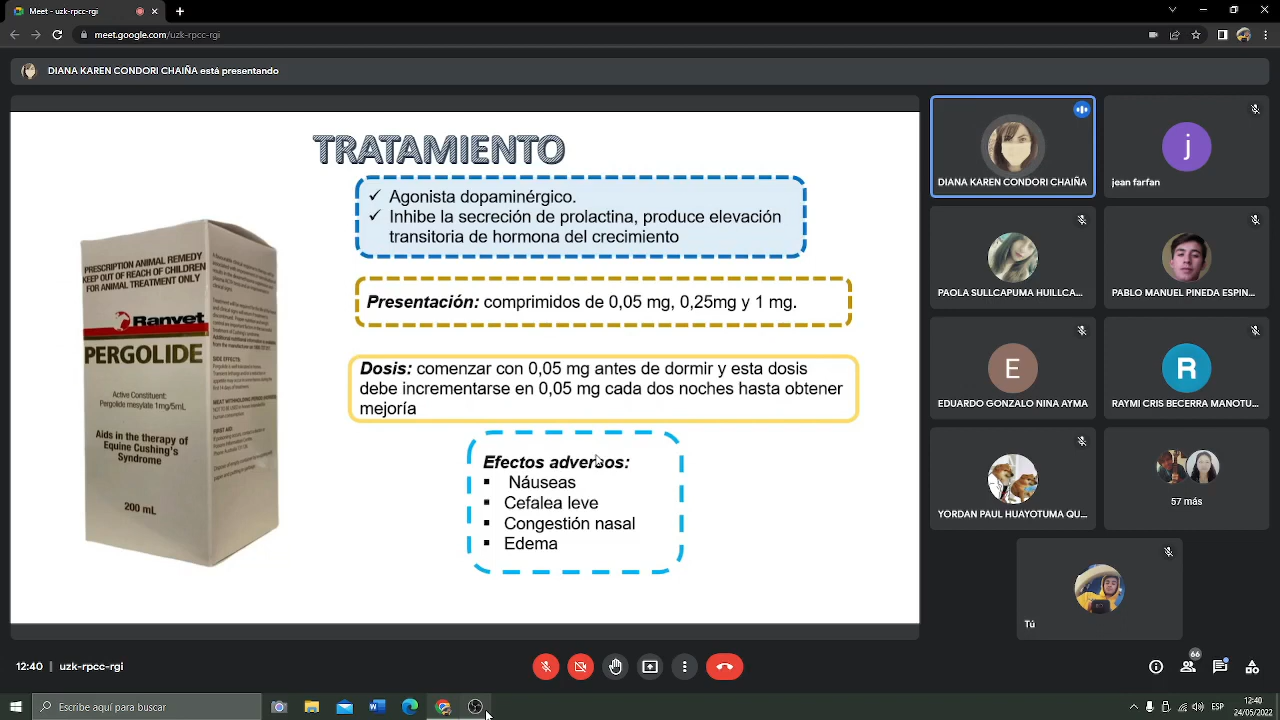 Meet - uzk-rpcc-rgi
meet.google.com/uzk-rpcc-rgi
DIANA KAREN CONDORI CHAIÑA está presentando
TRATAMIENTO
Agonista dopaminérgico.
Inhibe la secreción de prolactina, produce elevación
transitoria de hormona del crecimiento
Presentación: comprimidos de 0,05 mg, 0,25mg y 1 mg.
Dosis: comenzar con 0,05 mg antes de dormir y esta dosis
debe incrementarse en 0,05 mg cada dos noches hasta obtener
mejoría
Efectos adversos:
Náuseas
Cefalea leve
Congestión nasal
Edema
PRESCRIPTION ANIMAL REMEDY
KEEP OUT OF REACH OF CHILDREN
FOR ANIMAL TREATMENT ONLY
Ranvet
PERGOLIDE
Active Constituent:
Pergolide mesylate 1mg/5mL
Aids in the therapy of
Equine Cushing's
Syndrome
200 mL
SIDE EFFECTS:
FIRST AID:
DIANA KAREN CONDORI CHAIÑA
jean farfan
PAOLA SULLCAPUMA HUILLCA...
PABLO MANUEL PINEDA ESPIN...
E
EDUARDO GONZALO NINA AYMA
R
RAYMI CRIS BECERRA MANOTU...
YORDAN PAUL HUAYOTUMA QU...
57 más
Tú
j
12:40 | uzk-rpcc-rgi
66
Escribe aquí para buscar
ESP
12:40
24/09/2022